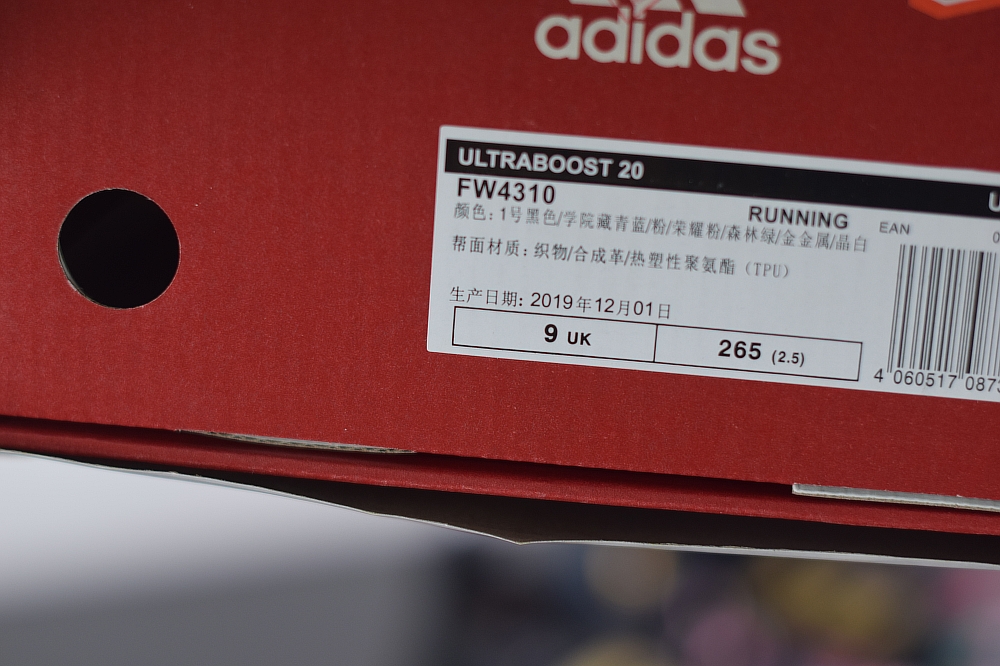 adidas
ULTRABOOST 20
FW4310
RUNNING
EAN
颜色: 1号黑色/学院藏青蓝/粉/荣耀粉/森林绿/金金属/晶白
帮面材质: 织物/合成革/热塑性聚氨酯（TPU）
生产日期: 2019年12月01日
9 UK
265 (2.5)
4 060517 087